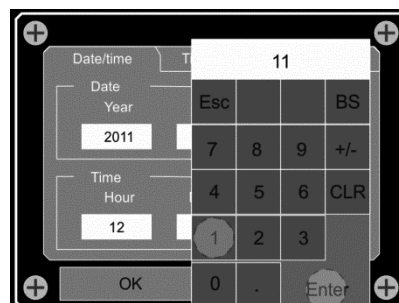 Date/time
T
11
Date
Year
Esc
BS
2011
7 8 9 +/-
Time
Hour
4 5 6 CLR
12
1 2 3
OK
0 . Enter